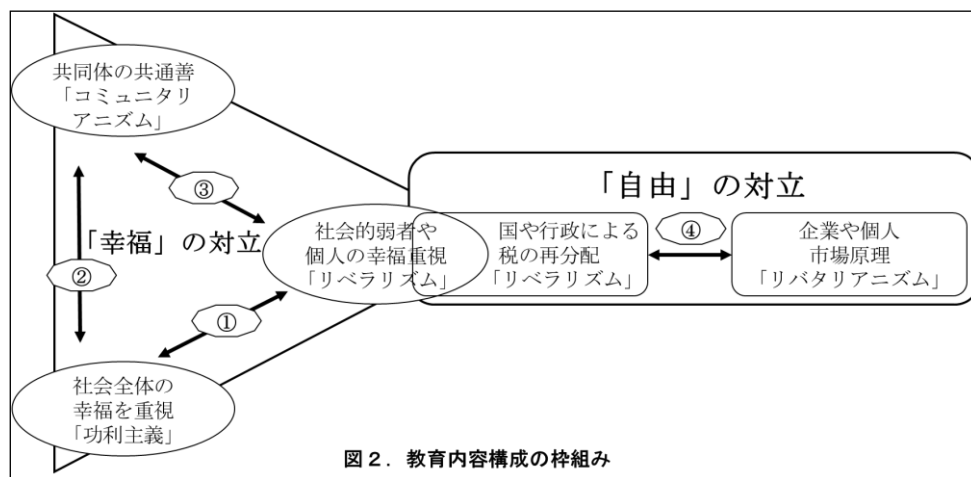 共同体の共通善
「コミュニタリ
アニズム」
③
「幸福」の対立
②
①
社会全体の
幸福を重視
「功利主義」
社会的弱者や
個人の幸福重視
「リベラリズム」
「自由」の対立
国や行政による
税の再分配
「リベラリズム」
④
企業や個人
市場原理
「リバタリアニズム」
図２．教育内容構成の枠組み